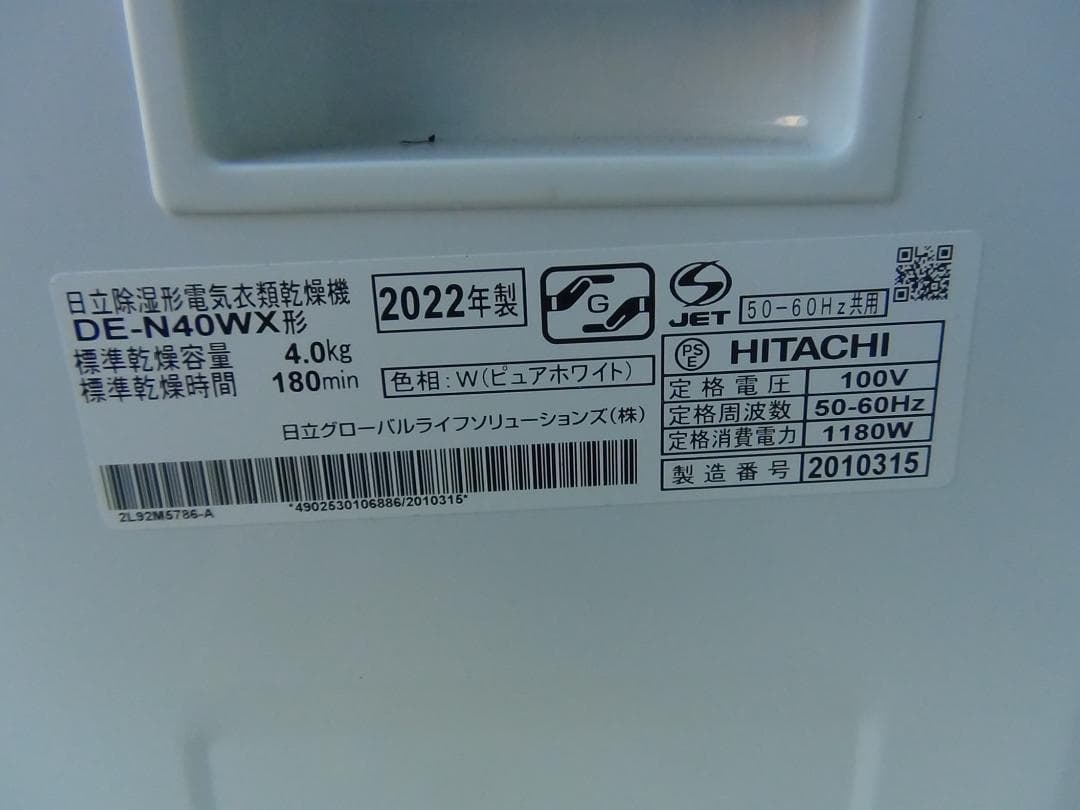 日立除湿形電気衣類乾燥機
DE-N40WX形
標準乾燥容量 4.0kg
標準乾燥時間 180min
2022年製
G
JET
50-60Hz共用
色相:W(ピュアホワイト)
日立グローバルライフソリューションズ(株)
PS
E
HITACHI
定格電圧 100V
定格周波数 50-60Hz
定格消費電力 1180W
製造番号 2010315
2L92M5786-A
*4902530106886/2010315*